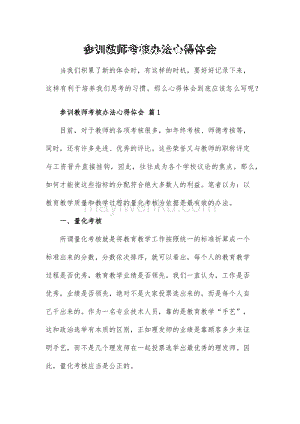 参训教师考核办法心得体会
当我们积累了新的体会时，有这样的时机，要好好记录下来，
这样有利于培养我们思考的习惯。那么心得体会到底应该怎么写呢？
参训教师考核办法心得体会 篇1
目前，对于教师的各项考核很多，如年终考核、师德考核等，
同时，还有许多先进、优秀的评比。这些荣誉又与教师的职称评定
与工资晋升直接挂钩，因此，往往成为各个学校议论的焦点。那么，
如何才能使这些指标的分配符合绝大多数人的利益。笔者以为：以
教育教学质量和教学过程的量化考核为依据是最有效的办法。
一、量化考核
所谓量化考核就是将教育教学工作按照统一的标准折算成一个
标准出来的分数，分数依次排序，就可以看出，每个人的教育教学
过程是否优秀，教育教学业绩是否领先。我们一直认为，工作是否
优秀，业绩是否领先，绝对不是大家投票选出来的。而是每个人自
己干出来的。作为一名专业技术人员，靠的是教育教学“手艺”，
这和政治选举有本质的区别，正如理发师的业绩是靠顾客多少来证
明手艺，而不是几个理发师在一起投票选举出最优秀的理发师。因
此，量化考核应当是公正的。